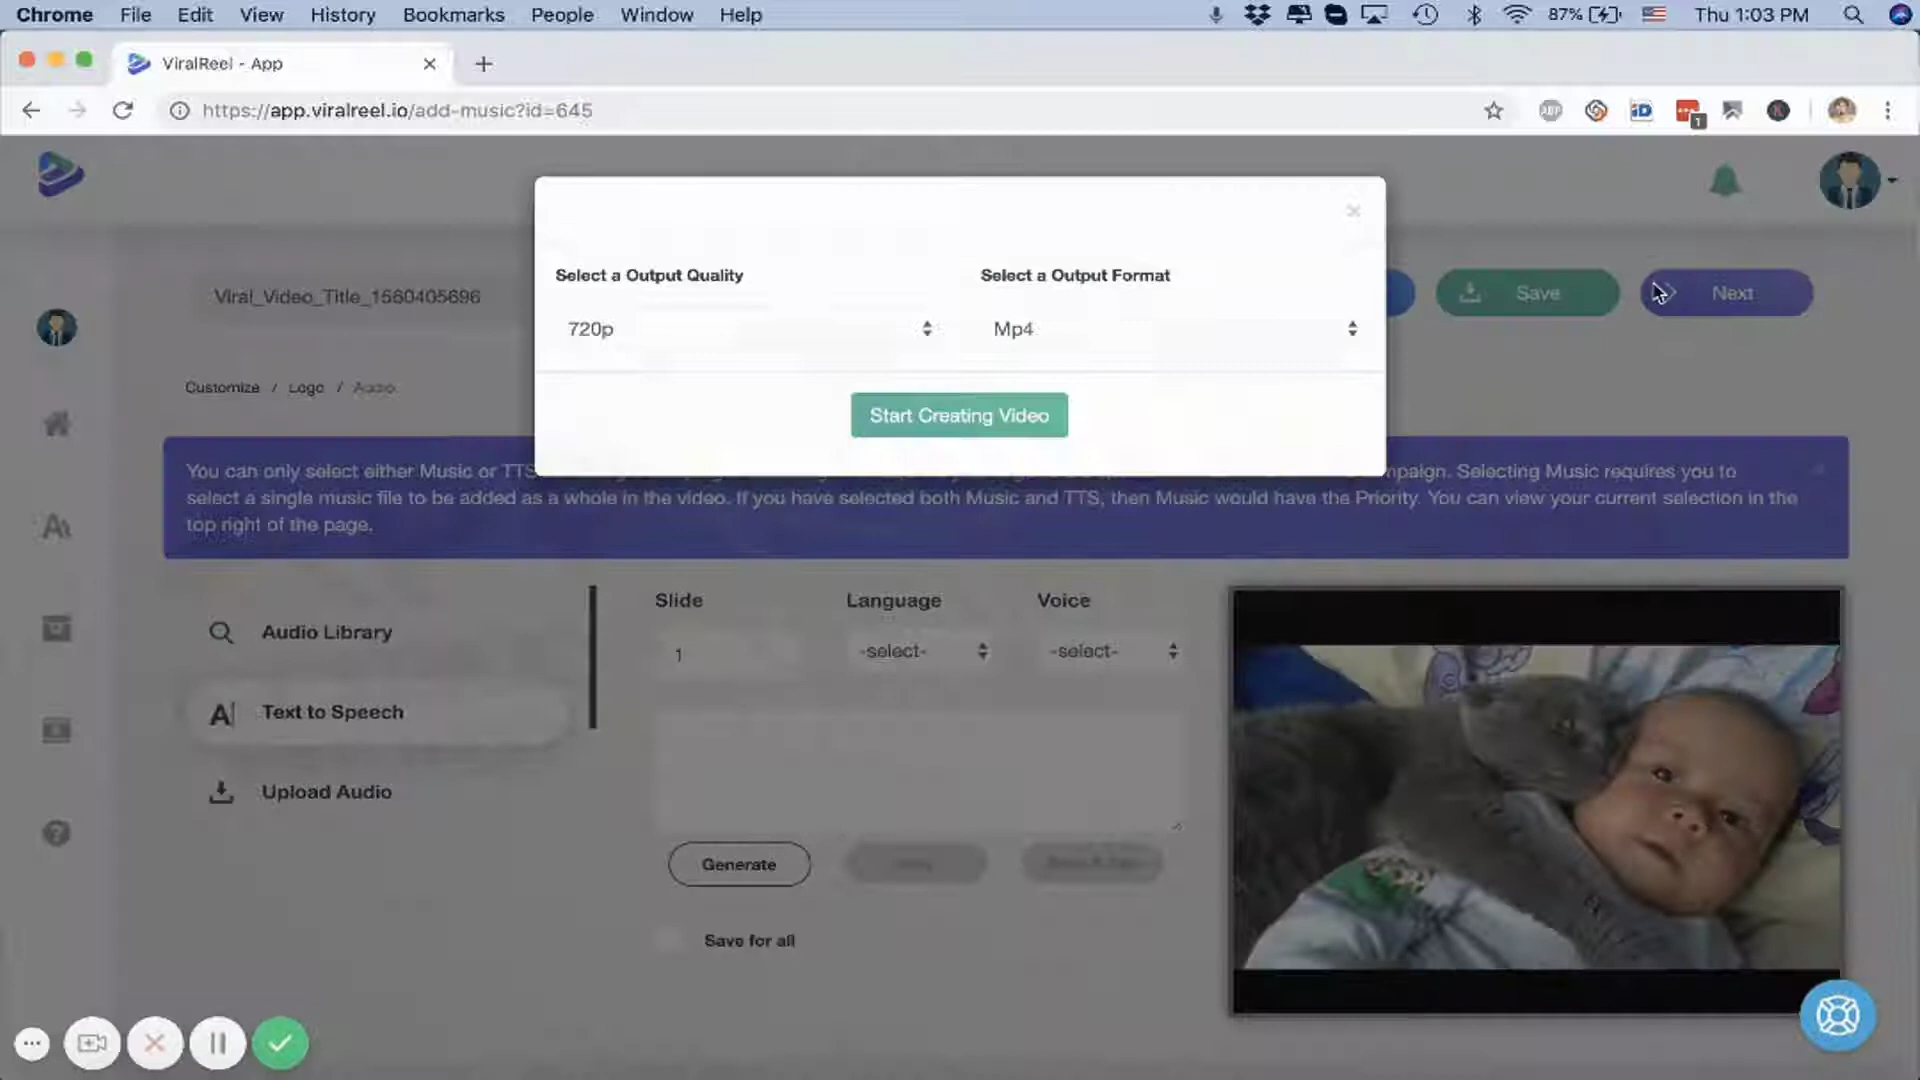 Chrome File Edit View History Bookmarks People Window Help 87% Thu 1:03 PM
ViralReel - App
https://app.viralreel.io/add-music?id=645
ABP iD 1
Select a Output Quality Select a Output Format
Viral_Video_Title_1560405696 Save Next
720p Mp4
Customize / Logo / Audio
Start Creating Video
You can only select either Music or TTS mpaign. Selecting Music requires you to
select a single music file to be added as a whole in the video. If you have selected both Music and TTS, then Music would have the Priority. You can view your current selection in the
top right of the page.
Slide Language Voice
Audio Library
1 -select- -select-
Text to Speech
Upload Audio
Generate
Save for all